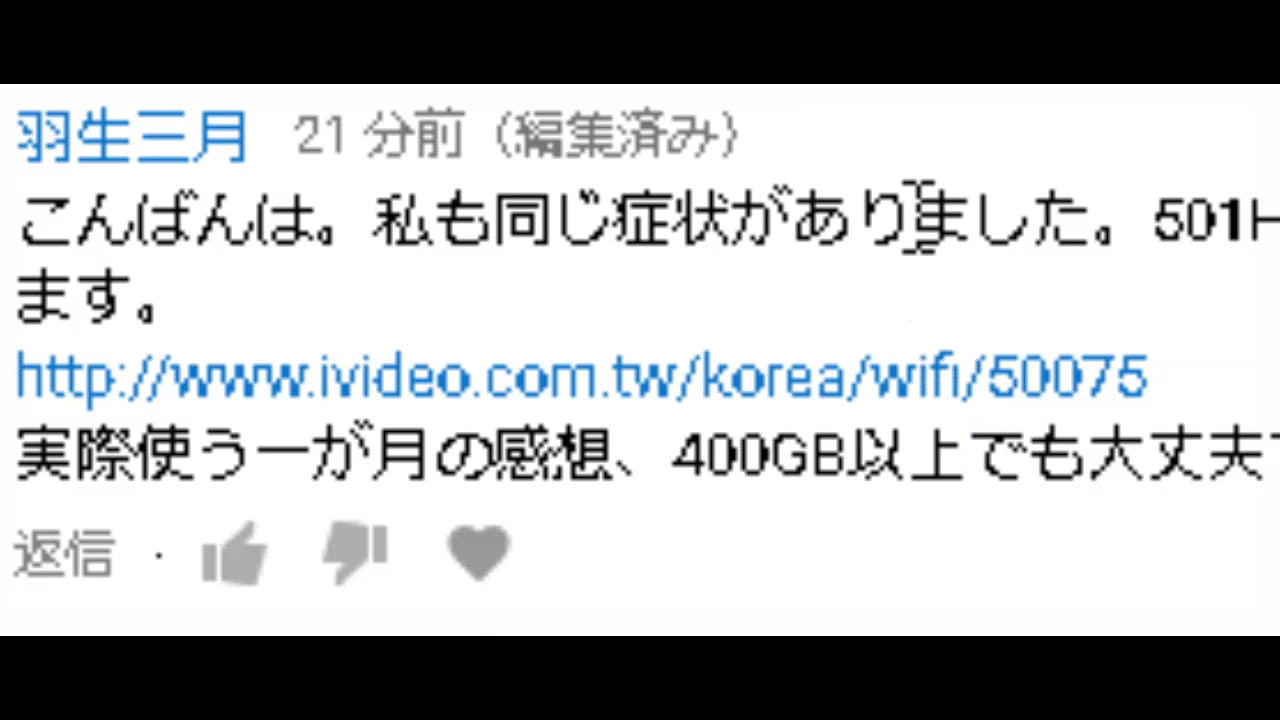 羽生三月 21 分前（編集済み）
こんばんは。私も同じ症状がありました。501H
ます。
http://www.ivideo.com.tw/korea/wifi/50075
実際使う一が月の感想、400GB以上でも大丈夫
返信 ·